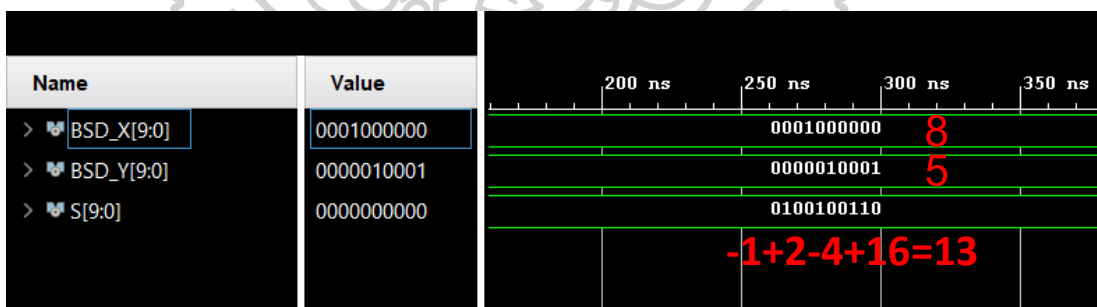 Name Value 200 ns 250 ns 300 ns 350 ns
BSD_X[9:0] 0001000000 0001000000 8
BSD_Y[9:0] 0000010001 0000010001 5
S[9:0] 0000000000 0100100110
-1+2-4+16=13